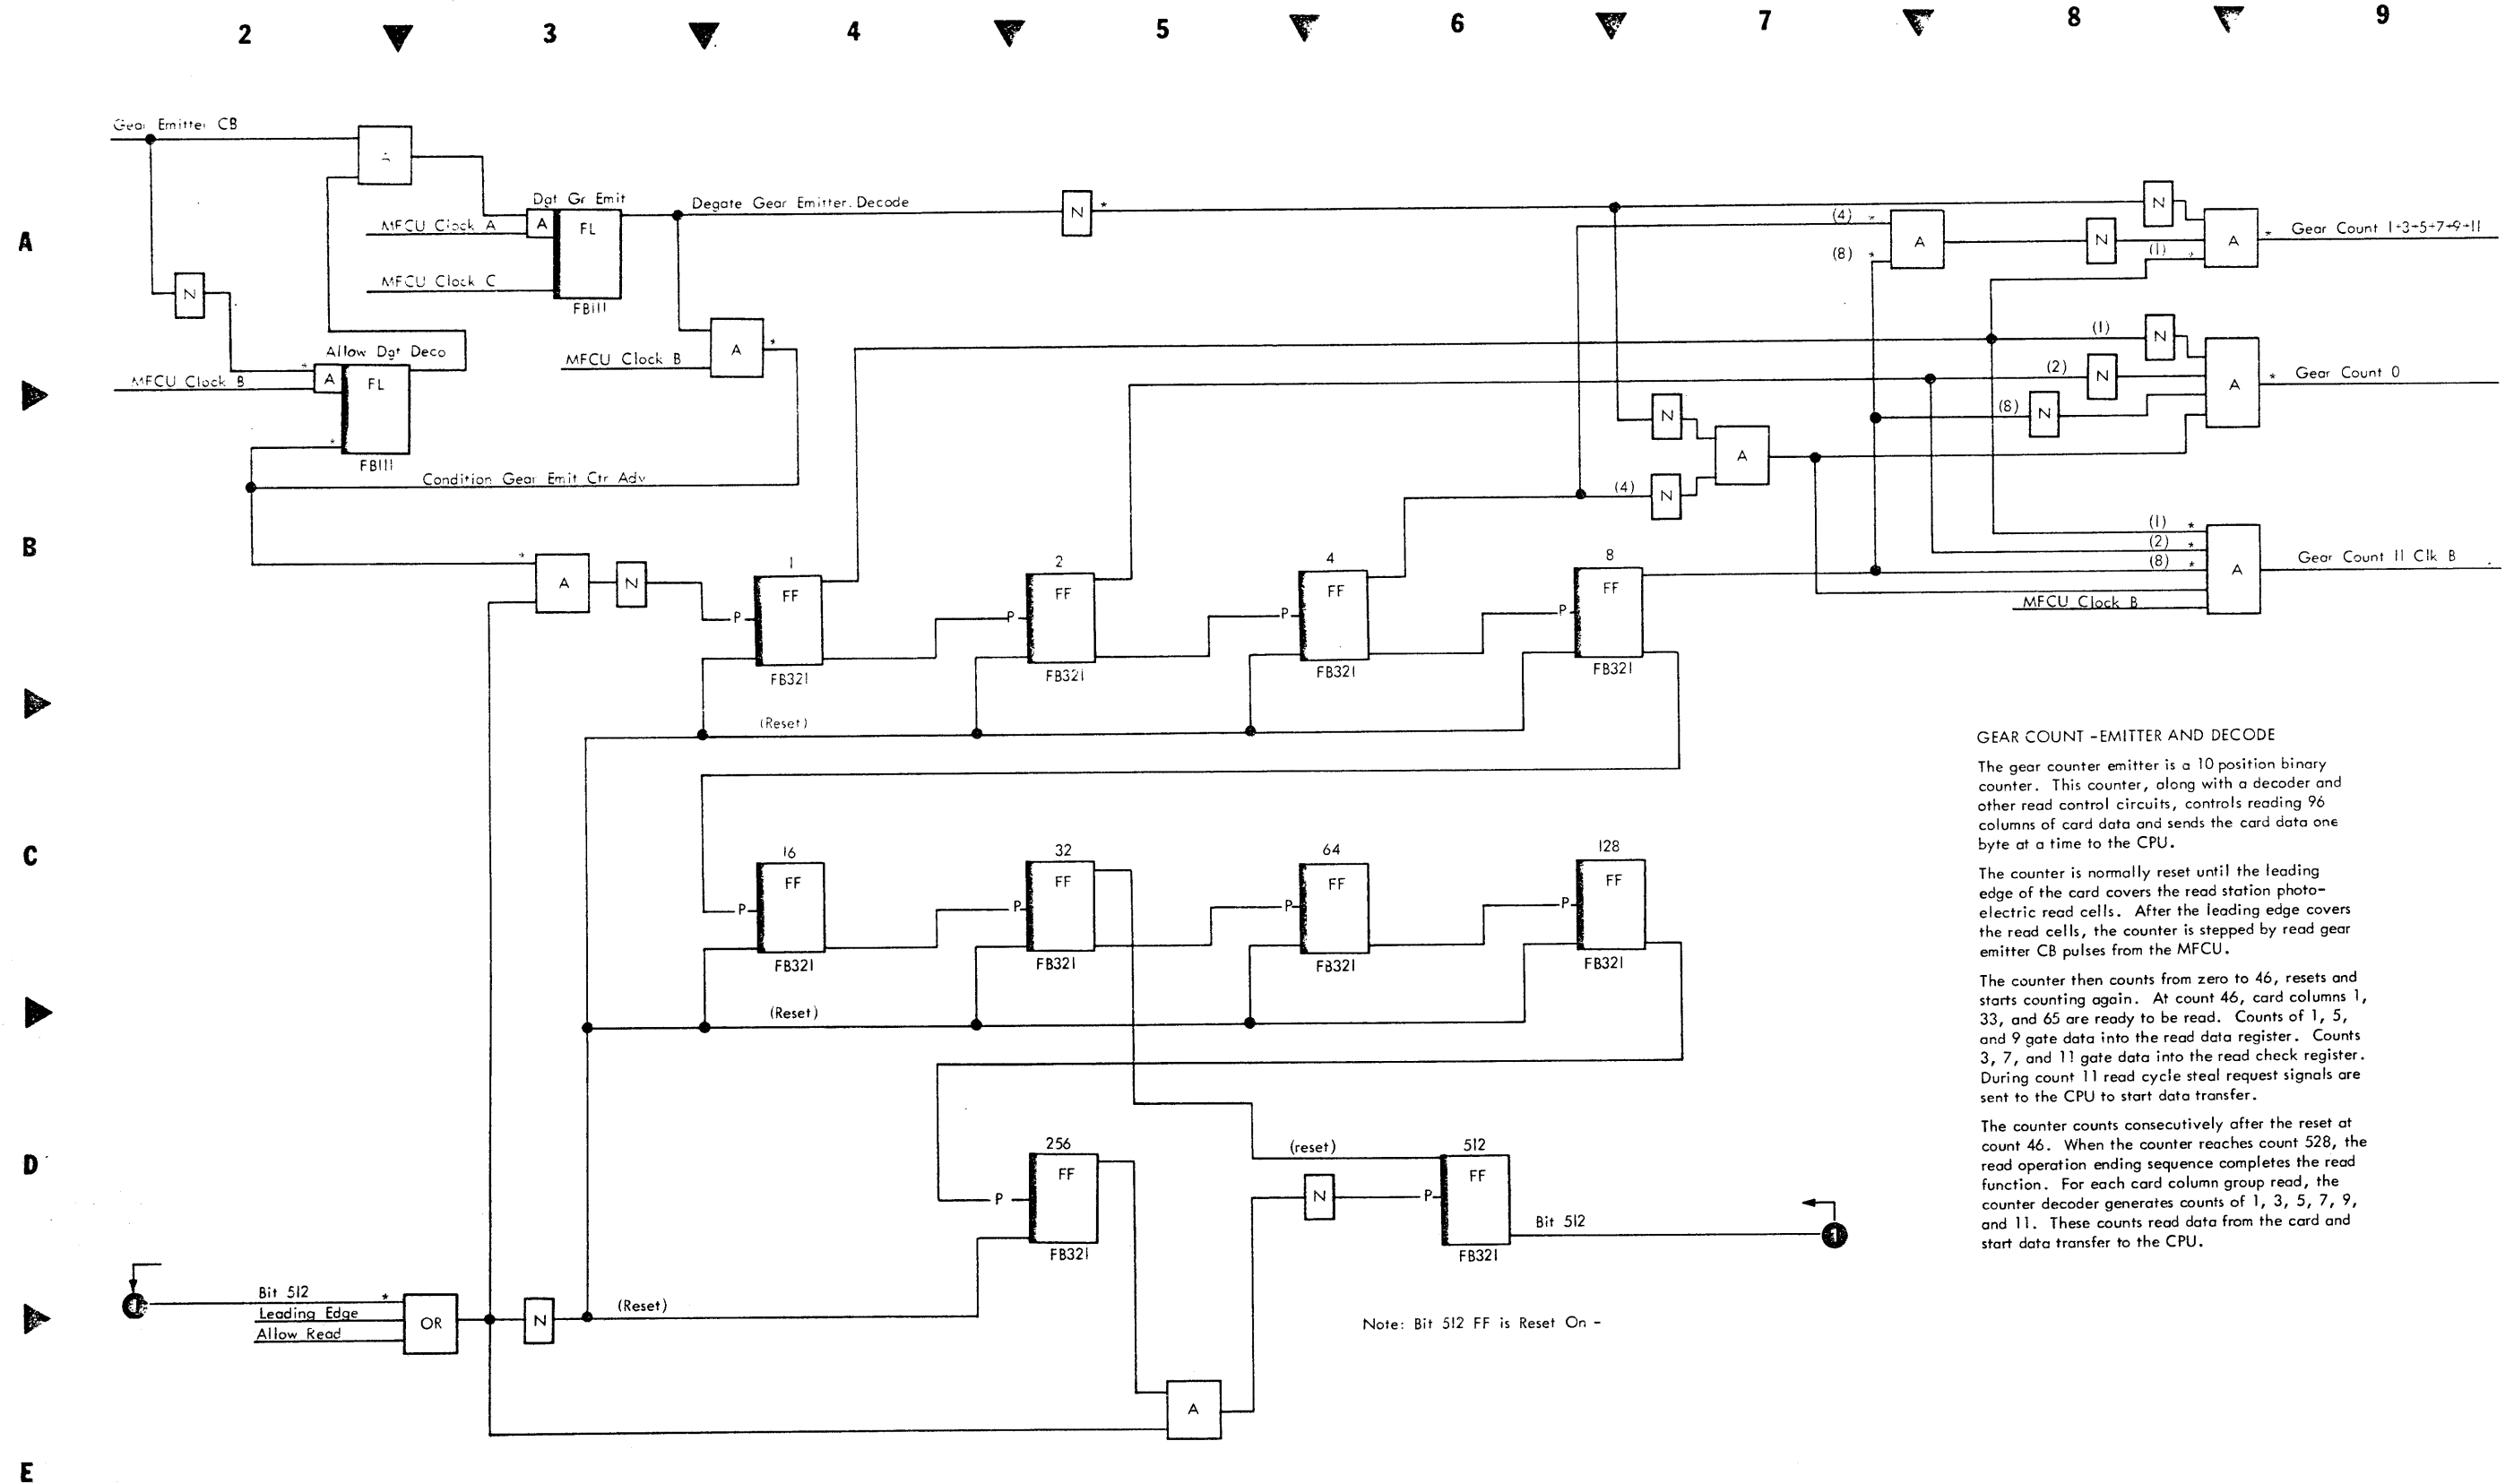 2 3 4 5 6 7 8 9
Gear Emitter CB
A
Dgt Gr Emit
Degate Gear Emitter Decode
N
*
N
(4) *
A
N
A
* Gear Count 1+3+5+7+9+11
(8) *
(1) *
MFCU Clock A
A
FL
MFCU Clock C
FB111
N
A
*
MFCU Clock B
(1)
N
Allow Dgt Deco
*
MFCU Clock B
A
FL
*
FB111
(2)
N
A
* Gear Count 0
(8)
N
N
A
(4)
N
Condition Gear Emit Ctr Adv
B
*
A
N
1
FF
P
FB321
2
FF
P
FB321
4
FF
P
FB321
8
FF
P
FB321
(1) *
(2) *
(8) *
MFCU Clock B
A
Gear Count 11 Clk B
(Reset)
GEAR COUNT -EMITTER AND DECODE
The gear counter emitter is a 10 position binary
counter. This counter, along with a decoder and
other read control circuits, controls reading 96
columns of card data and sends the card data one
byte at a time to the CPU.
The counter is normally reset until the leading
edge of the card covers the read station photo-
electric read cells. After the leading edge covers
the read cells, the counter is stepped by read gear
emitter CB pulses from the MFCU.
The counter then counts from zero to 46, resets and
starts counting again. At count 46, card columns 1,
33, and 65 are ready to be read. Counts of 1, 5,
and 9 gate data into the read data register. Counts
3, 7, and 11 gate data into the read check register.
During count 11 read cycle steal request signals are
sent to the CPU to start data transfer.
The counter counts consecutively after the reset at
count 46. When the counter reaches count 528, the
read operation ending sequence completes the read
function. For each card column group read, the
counter decoder generates counts of 1, 3, 5, 7, 9,
and 11. These counts read data from the card and
start data transfer to the CPU.
C
16
FF
P
FB321
32
FF
P
FB321
64
FF
P
FB321
128
FF
P
FB321
(Reset)
D
256
FF
P
FB321
(reset)
N
512
FF
P
FB321
Bit 512
1
Bit 512 *
Leading Edge
Allow Read
OR
N
(Reset)
Note: Bit 512 FF is Reset On -
A
E